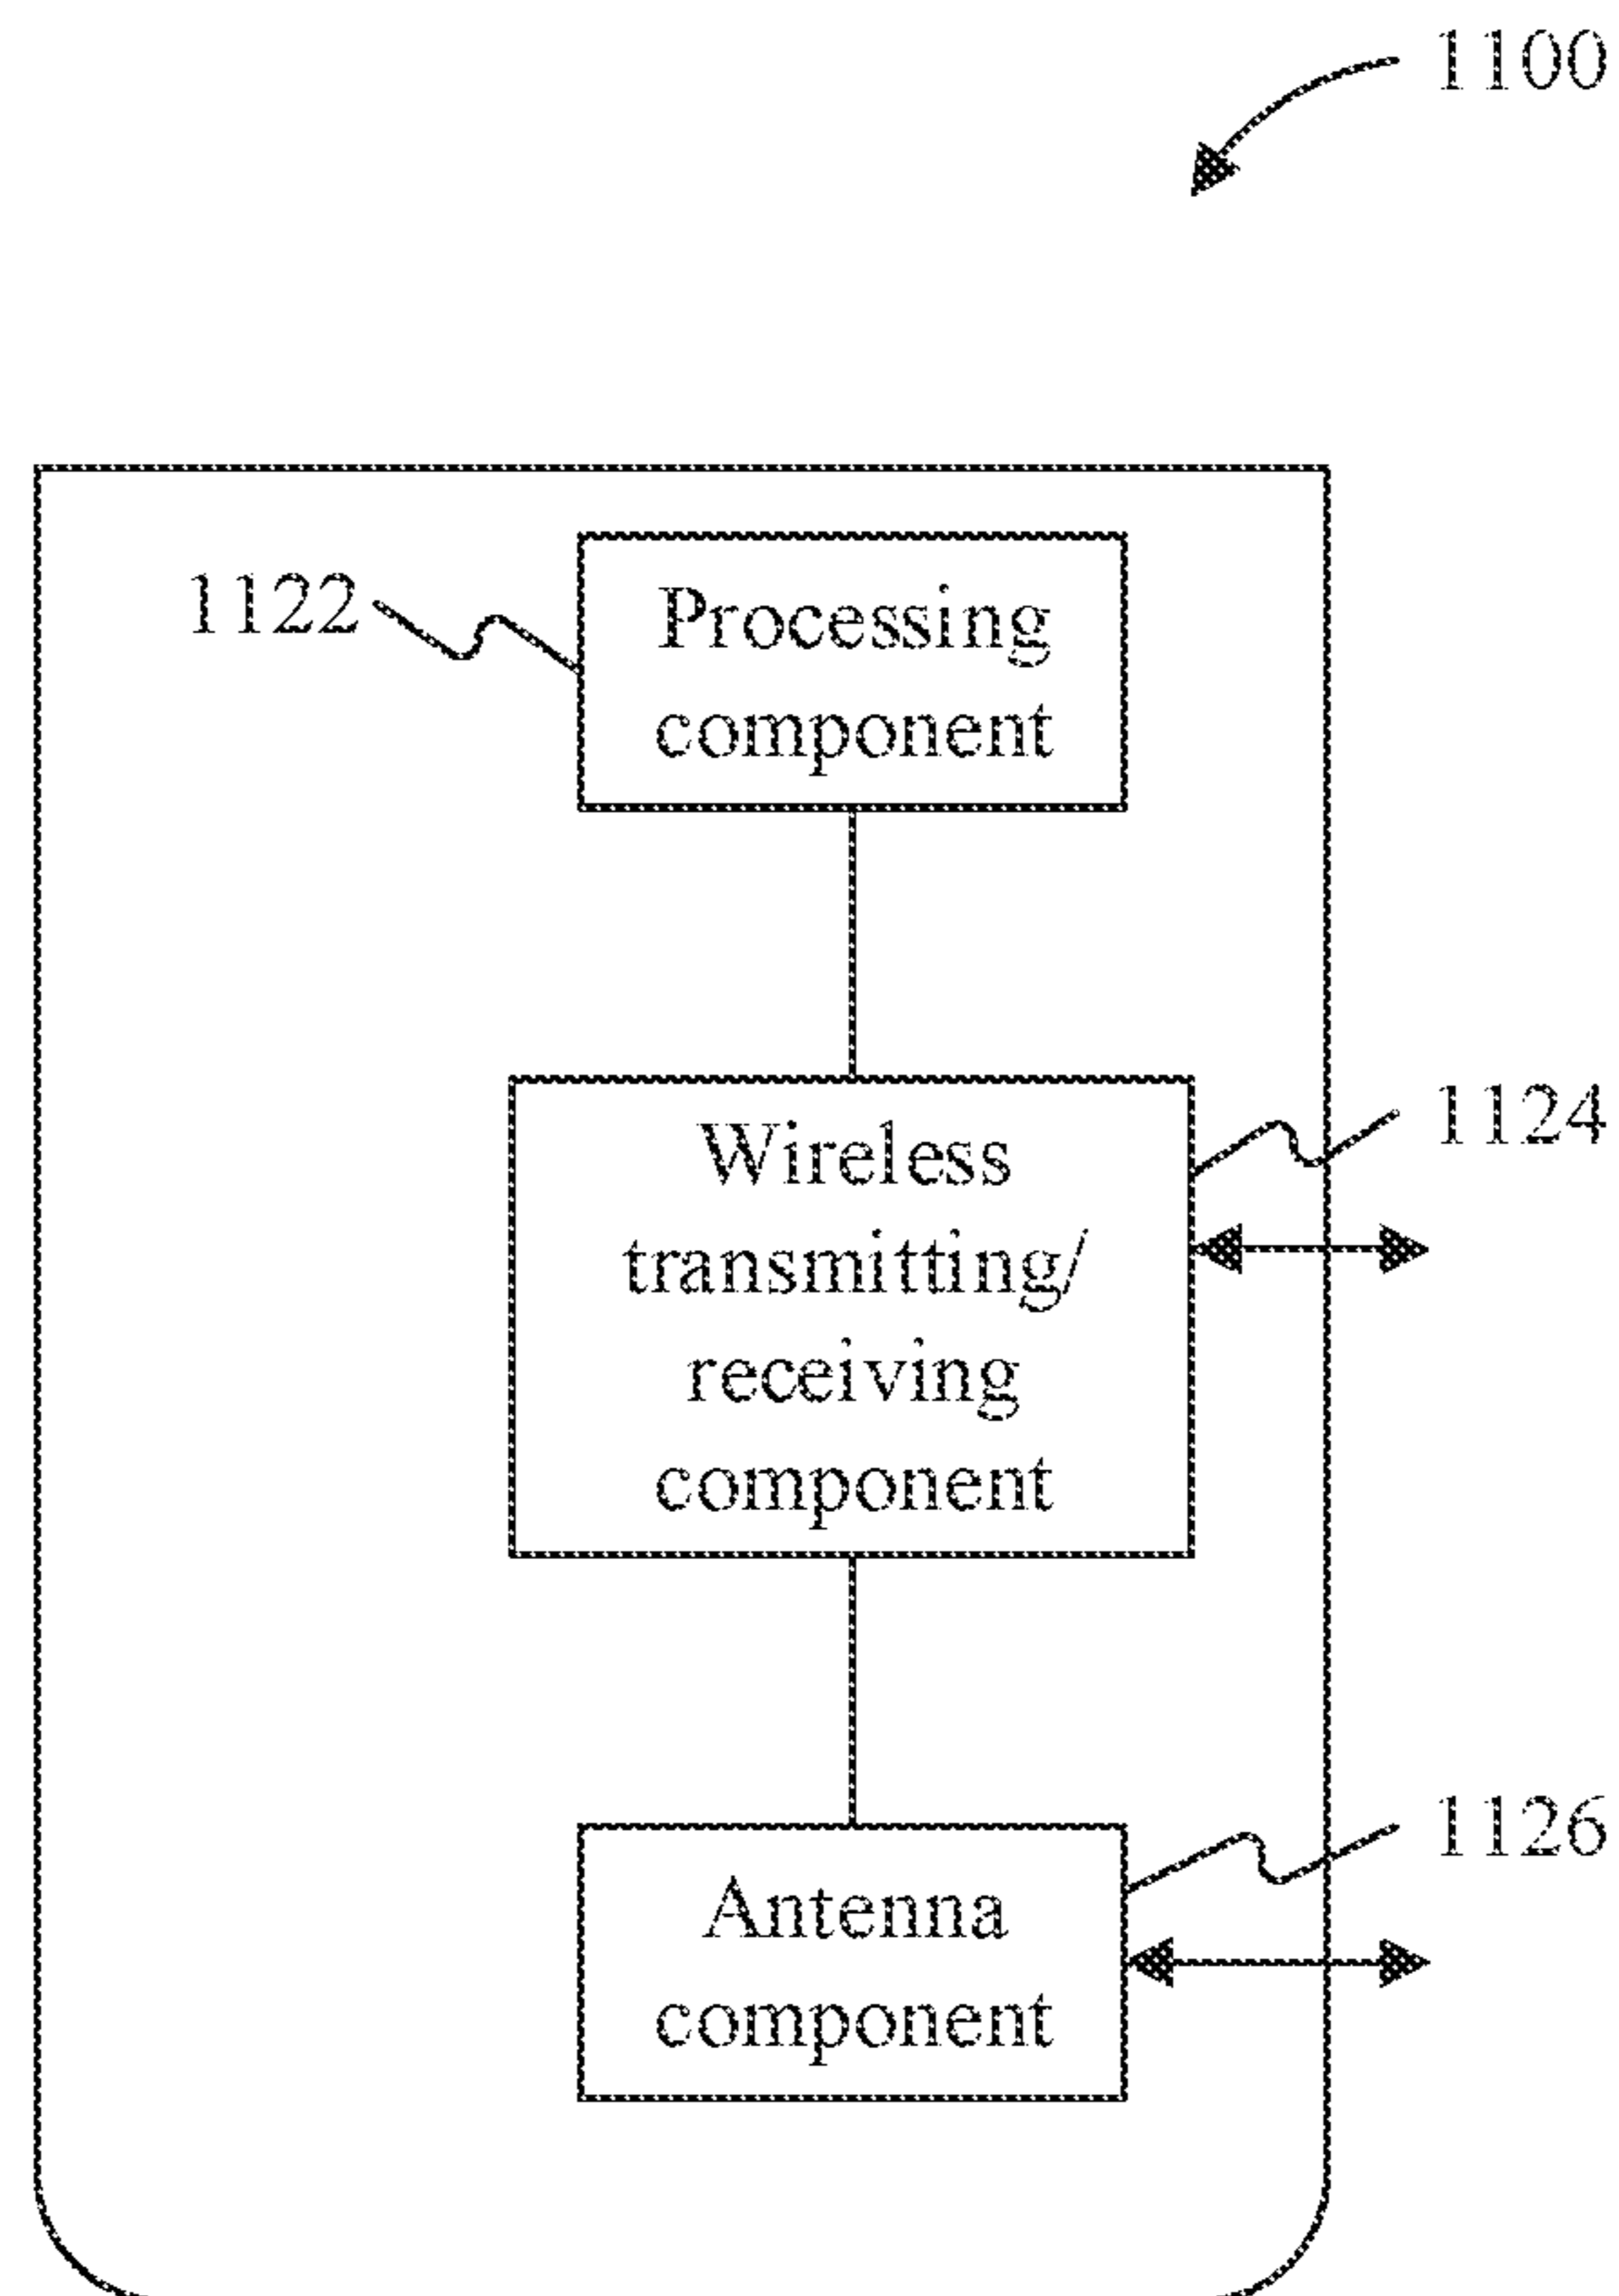 1100
1122
Processing
component
Wireless
transmitting/
receiving
component
1124
Antenna
component
1126